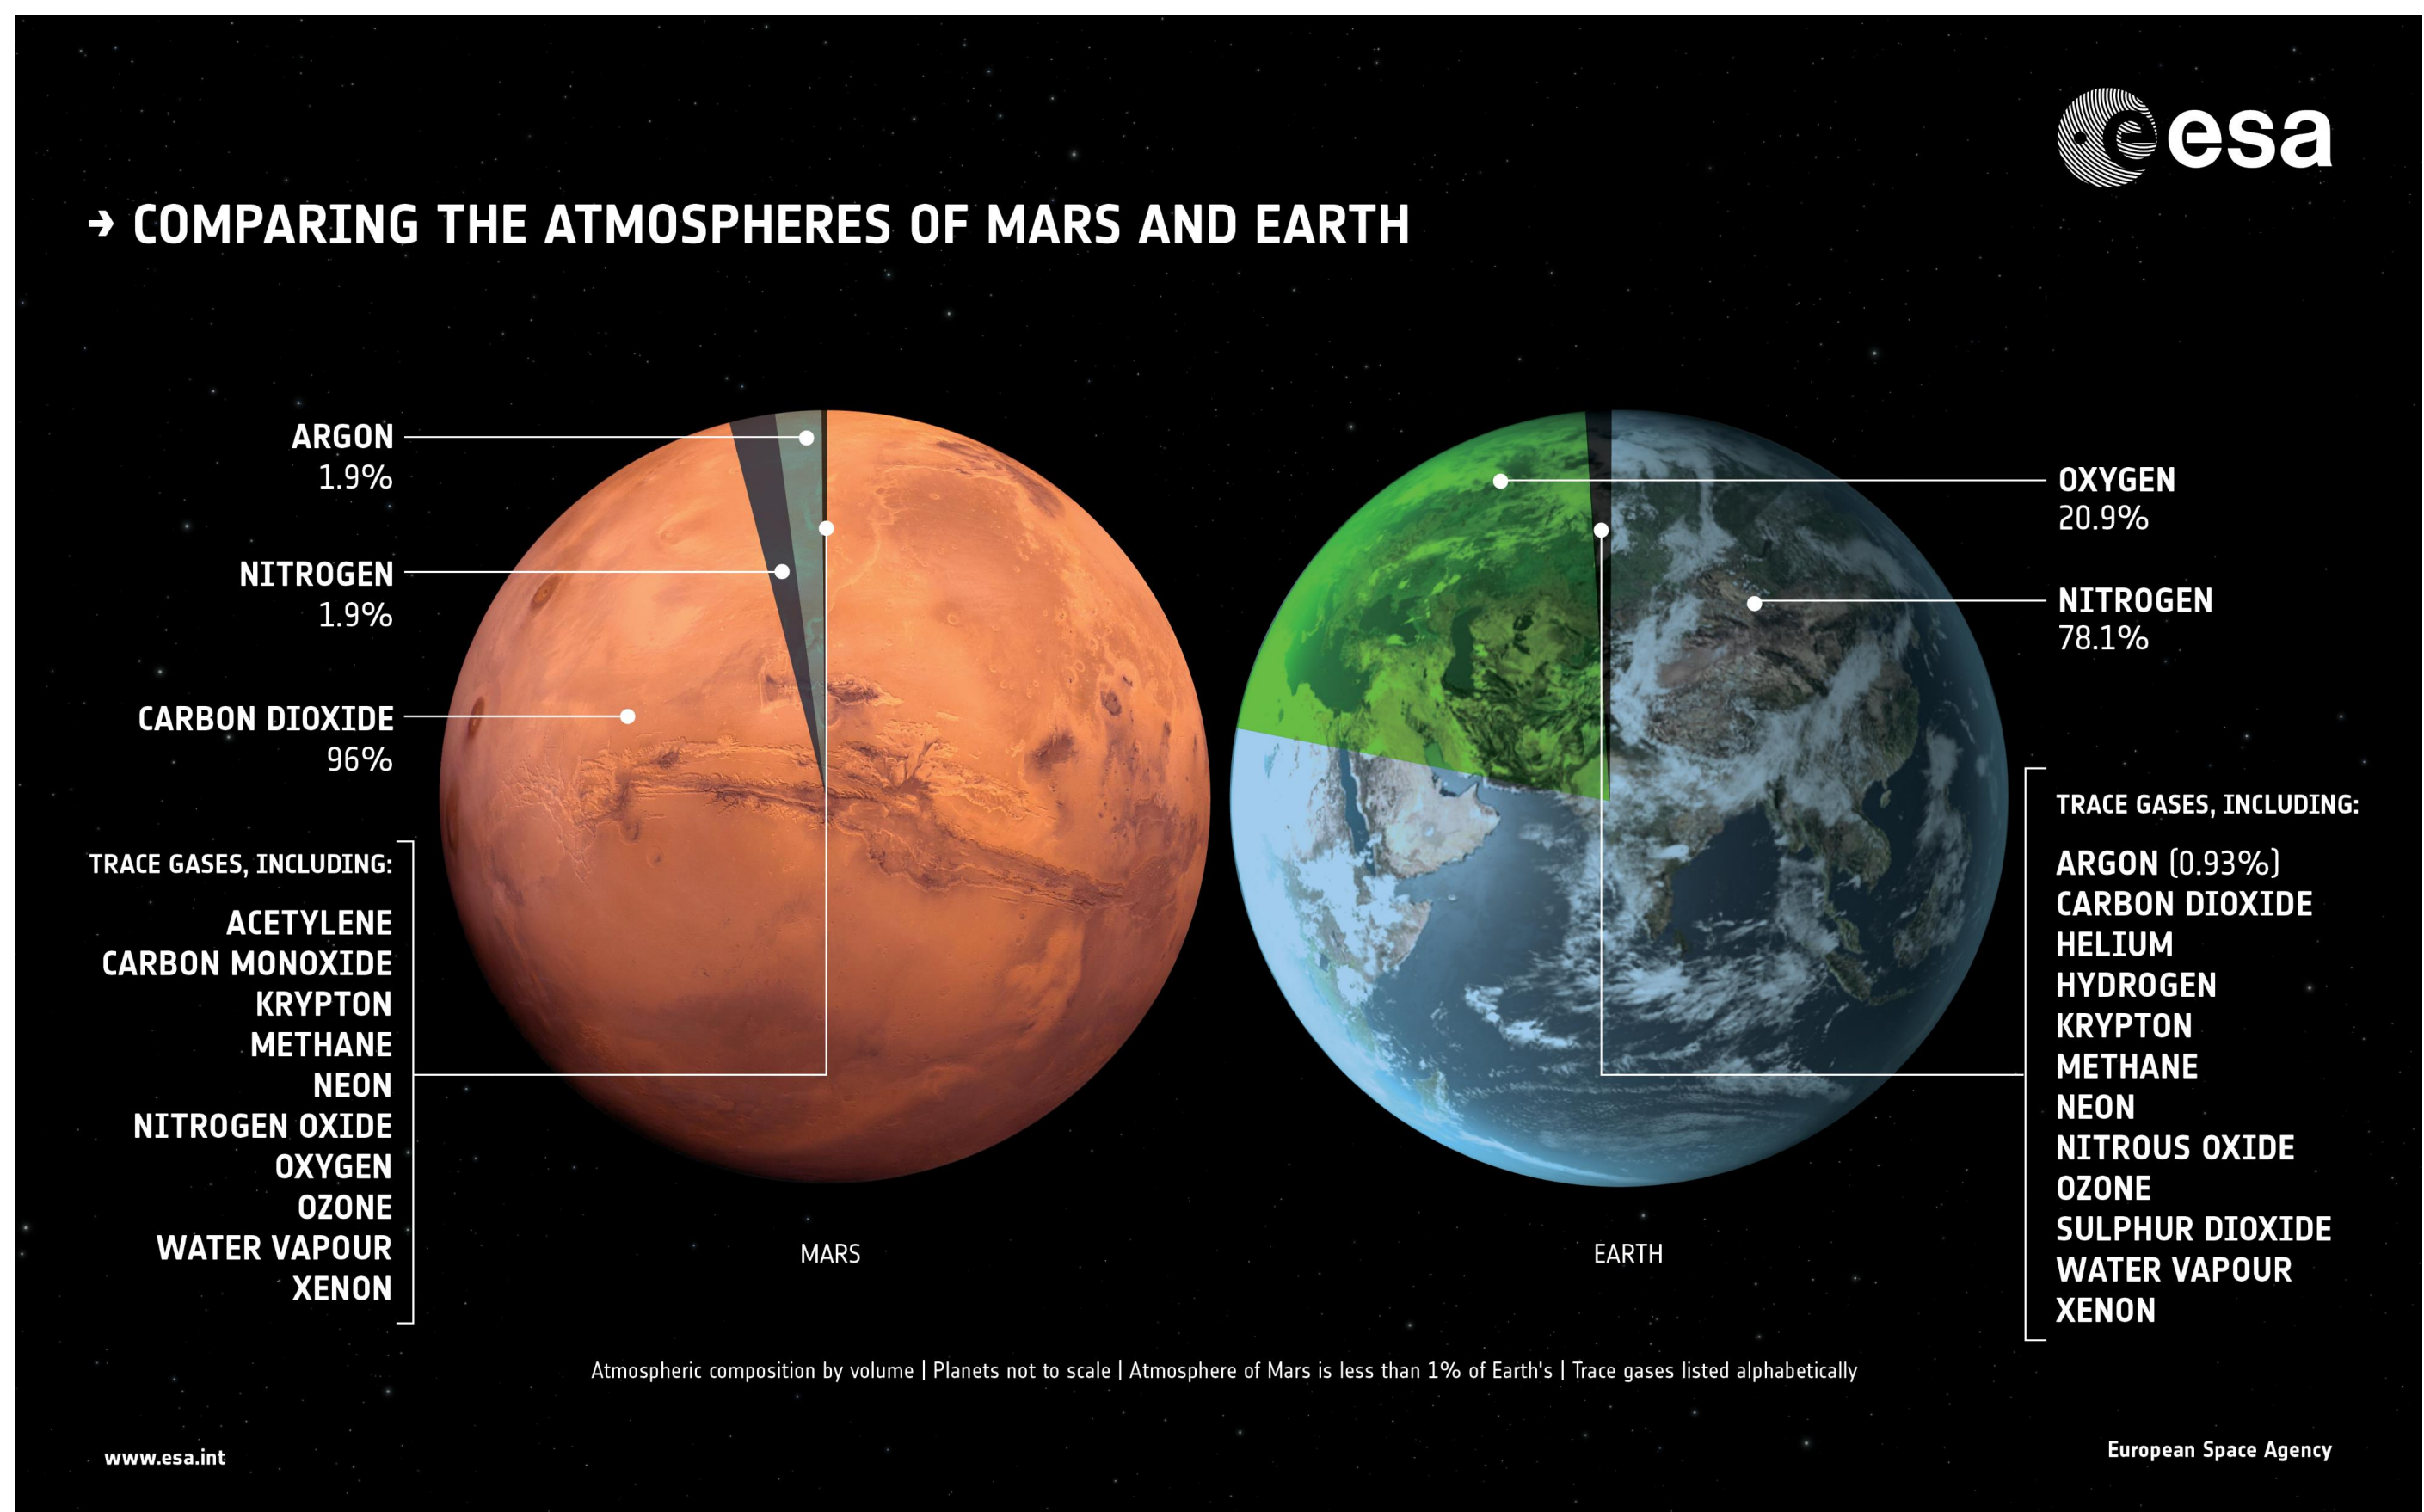 esa
→ COMPARING THE ATMOSPHERES OF MARS AND EARTH
ARGON
1.9%
NITROGEN
1.9%
CARBON DIOXIDE
96%
TRACE GASES, INCLUDING:
ACETYLENE
CARBON MONOXIDE
KRYPTON
METHANE
NEON
NITROGEN OXIDE
OXYGEN
OZONE
WATER VAPOUR
XENON
MARS
OXYGEN
20.9%
NITROGEN
78.1%
TRACE GASES, INCLUDING:
ARGON (0.93%)
CARBON DIOXIDE
HELIUM
HYDROGEN
KRYPTON
METHANE
NEON
NITROUS OXIDE
OZONE
SULPHUR DIOXIDE
WATER VAPOUR
XENON
EARTH
Atmospheric composition by volume | Planets not to scale | Atmosphere of Mars is less than 1% of Earth's | Trace gases listed alphabetically
www.esa.int
European Space Agency